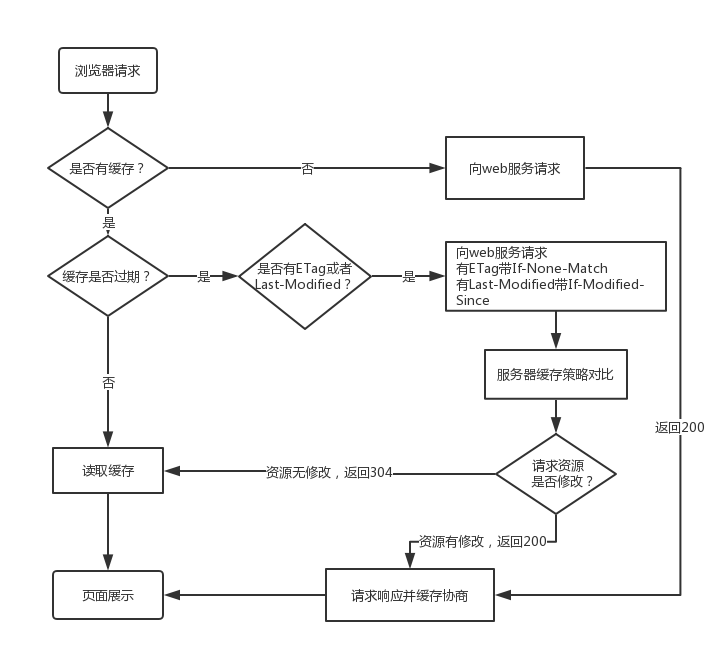 浏览器请求
是否有缓存？
否
向web服务请求
是
缓存是否过期？
是
是否有ETag或者
Last-Modified？
是
向web服务请求
有ETag带If-None-Match
有Last-Modified带If-Modified-
Since
服务器缓存策略对比
否
返回200
读取缓存
资源无修改，返回304
请求资源
是否修改？
资源有修改，返回200
页面展示
请求响应并缓存协商